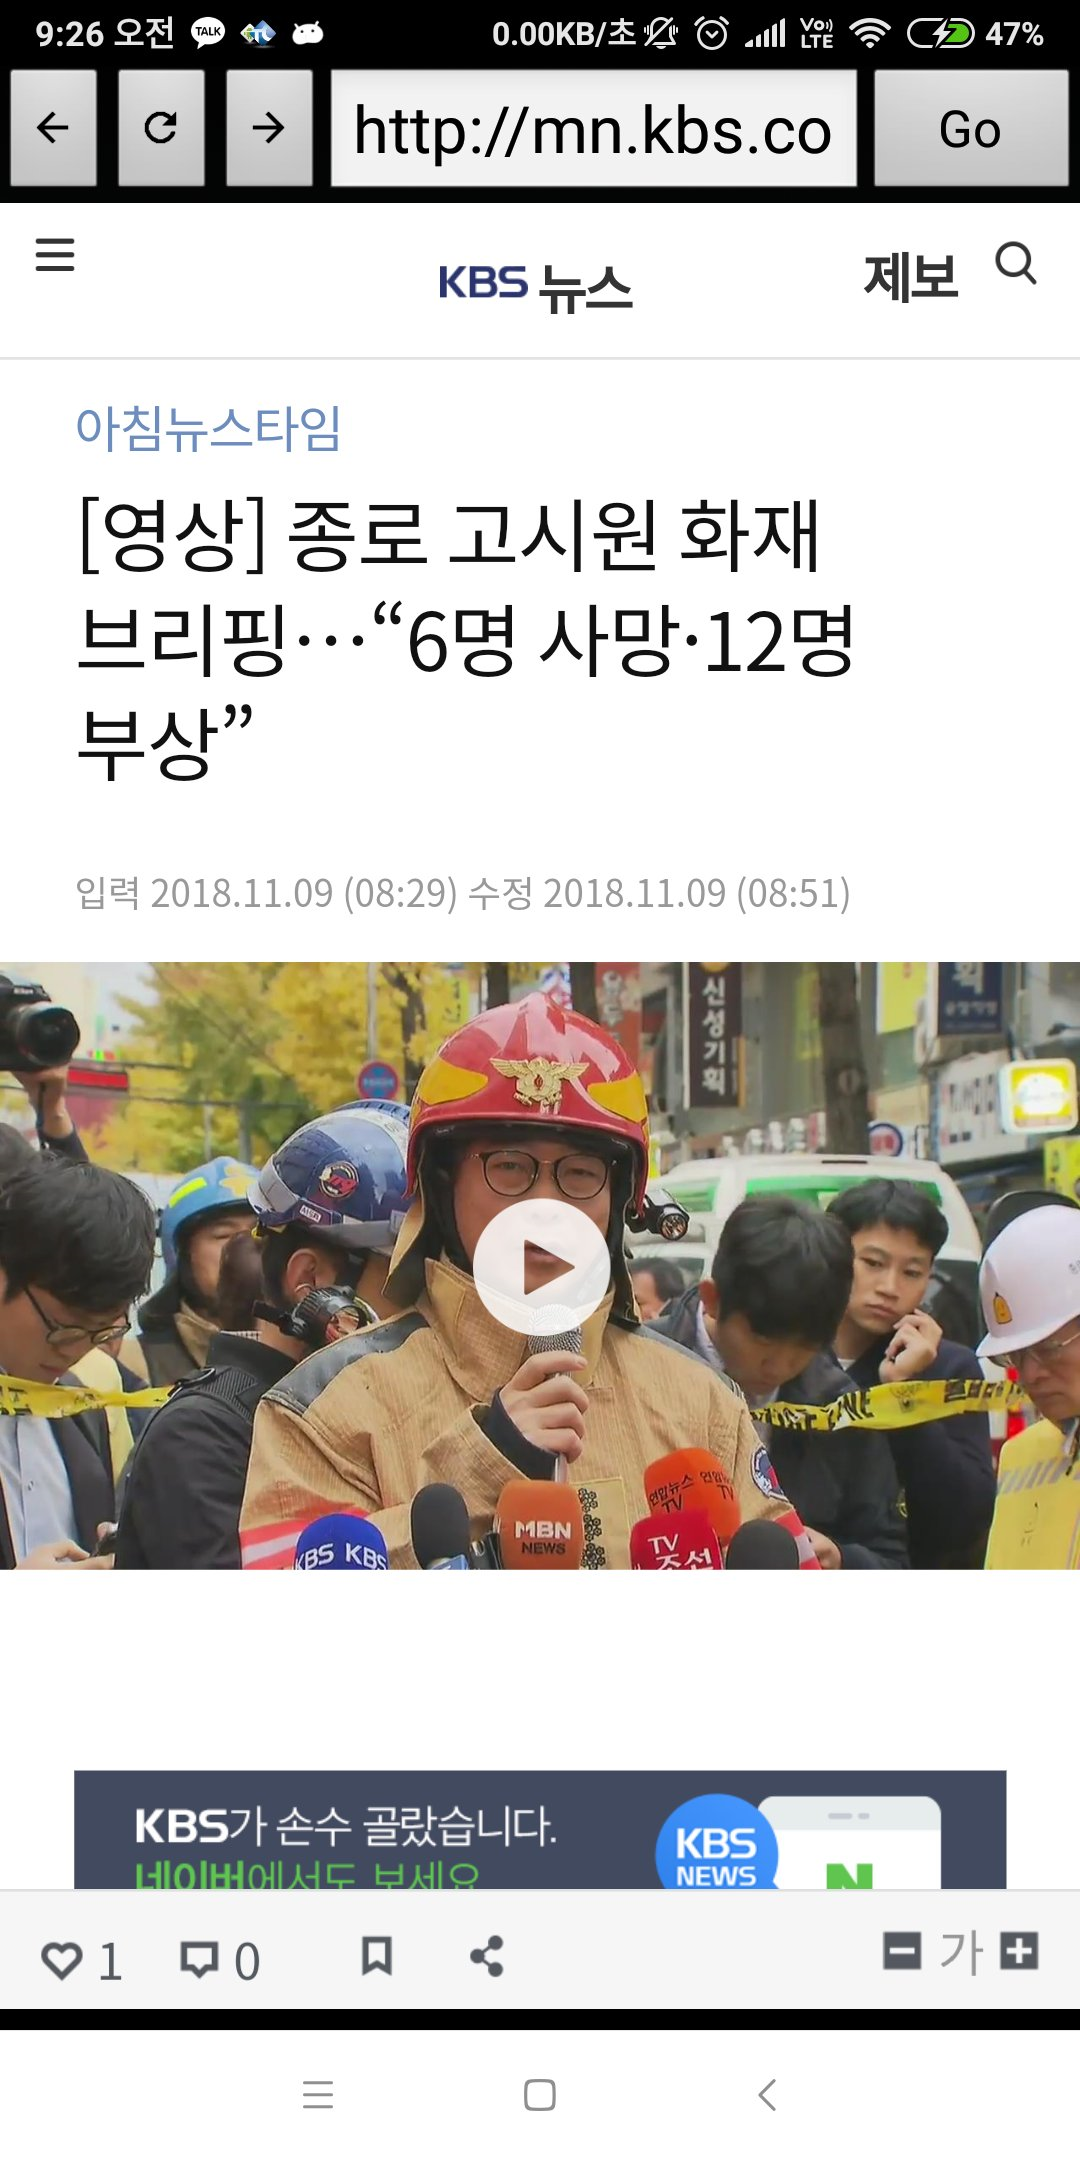 9:26 오전 TALK 0.00KB/초 Vo)) LTE 47%
http://mn.kbs.co Go
KBS 뉴스 제보
아침뉴스타임
[영상] 종로 고시원 화재
브리핑…“6명 사망·12명
부상”
입력 2018.11.09 (08:29) 수정 2018.11.09 (08:51)
신성기획
119
연합뉴스 TV
연합 TV
KBS KBS
MBN NEWS
TV 조선
KBS가 손수 골랐습니다.
네이버에서도 보세요
KBS NEWS
N
1 0 가